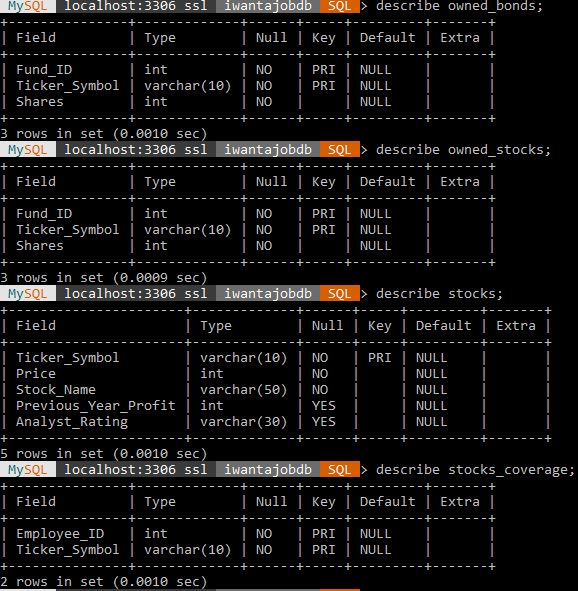 MySQL localhost:3306 ssl iwantajobdb SQL > describe owned_bonds;
+---------------+-------------+------+-----+---------+-------+
| Field         | Type        | Null | Key | Default | Extra |
+---------------+-------------+------+-----+---------+-------+
| Fund_ID       | int         | NO   | PRI | NULL    |       |
| Ticker_Symbol | varchar(10) | NO   | PRI | NULL    |       |
| Shares        | int         | NO   |     | NULL    |       |
+---------------+-------------+------+-----+---------+-------+
3 rows in set (0.0010 sec)
MySQL localhost:3306 ssl iwantajobdb SQL > describe owned_stocks;
+---------------+-------------+------+-----+---------+-------+
| Field         | Type        | Null | Key | Default | Extra |
+---------------+-------------+------+-----+---------+-------+
| Fund_ID       | int         | NO   | PRI | NULL    |       |
| Ticker_Symbol | varchar(10) | NO   | PRI | NULL    |       |
| Shares        | int         | NO   |     | NULL    |       |
+---------------+-------------+------+-----+---------+-------+
3 rows in set (0.0009 sec)
MySQL localhost:3306 ssl iwantajobdb SQL > describe stocks;
+----------------------+-------------+------+-----+---------+-------+
| Field                | Type        | Null | Key | Default | Extra |
+----------------------+-------------+------+-----+---------+-------+
| Ticker_Symbol        | varchar(10) | NO   | PRI | NULL    |       |
| Price                | int         | NO   |     | NULL    |       |
| Stock_Name           | varchar(50) | NO   |     | NULL    |       |
| Previous_Year_Profit | int         | YES  |     | NULL    |       |
| Analyst_Rating       | varchar(30) | YES  |     | NULL    |       |
+----------------------+-------------+------+-----+---------+-------+
5 rows in set (0.0010 sec)
MySQL localhost:3306 ssl iwantajobdb SQL > describe stocks_coverage;
+---------------+-------------+------+-----+---------+-------+
| Field         | Type        | Null | Key | Default | Extra |
+---------------+-------------+------+-----+---------+-------+
| Employee_ID   | int         | NO   | PRI | NULL    |       |
| Ticker_Symbol | varchar(10) | NO   | PRI | NULL    |       |
+---------------+-------------+------+-----+---------+-------+
2 rows in set (0.0010 sec)